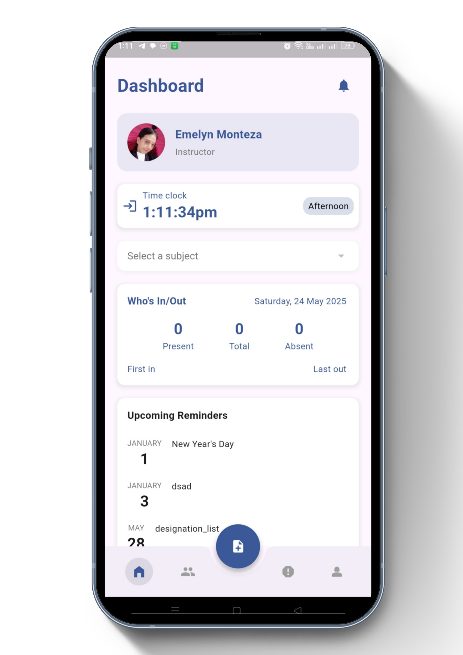 1:11
Dashboard
Emelyn Monteza
Instructor
Time clock
1:11:34pm
Afternoon
Select a subject
Who's In/Out
Saturday, 24 May 2025
0 0 0
Present Total Absent
First in Last out
Upcoming Reminders
JANUARY New Year's Day
1
JANUARY dsad
3
MAY designation_list
28